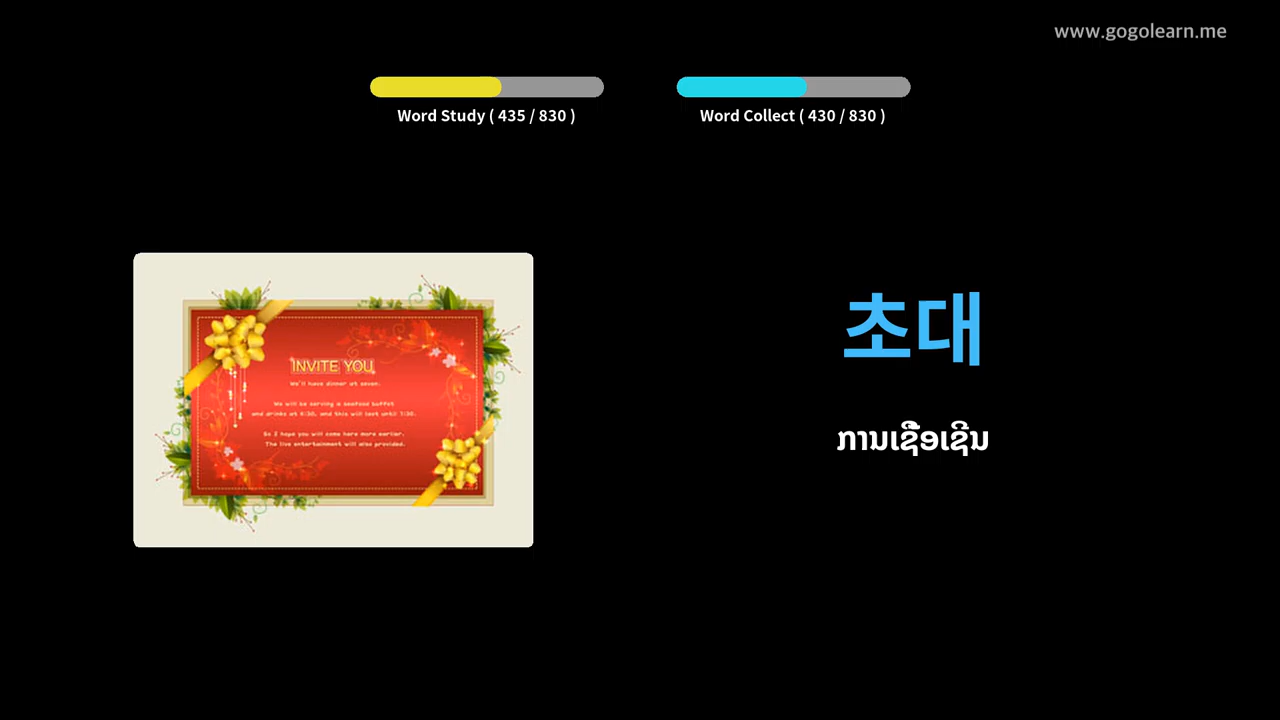 www.gogolearn.me
Word Study ( 435 / 830 )
Word Collect ( 430 / 830 )
INVITE YOU
We'll have dinner at seven.
We will be serving a seafood buffet
and drinks at 6:30, and this will last until 7:30.
So I hope you will come here more earlier.
The live entertainment will also provided.
초대
ການເຊື້ອເຊີນ